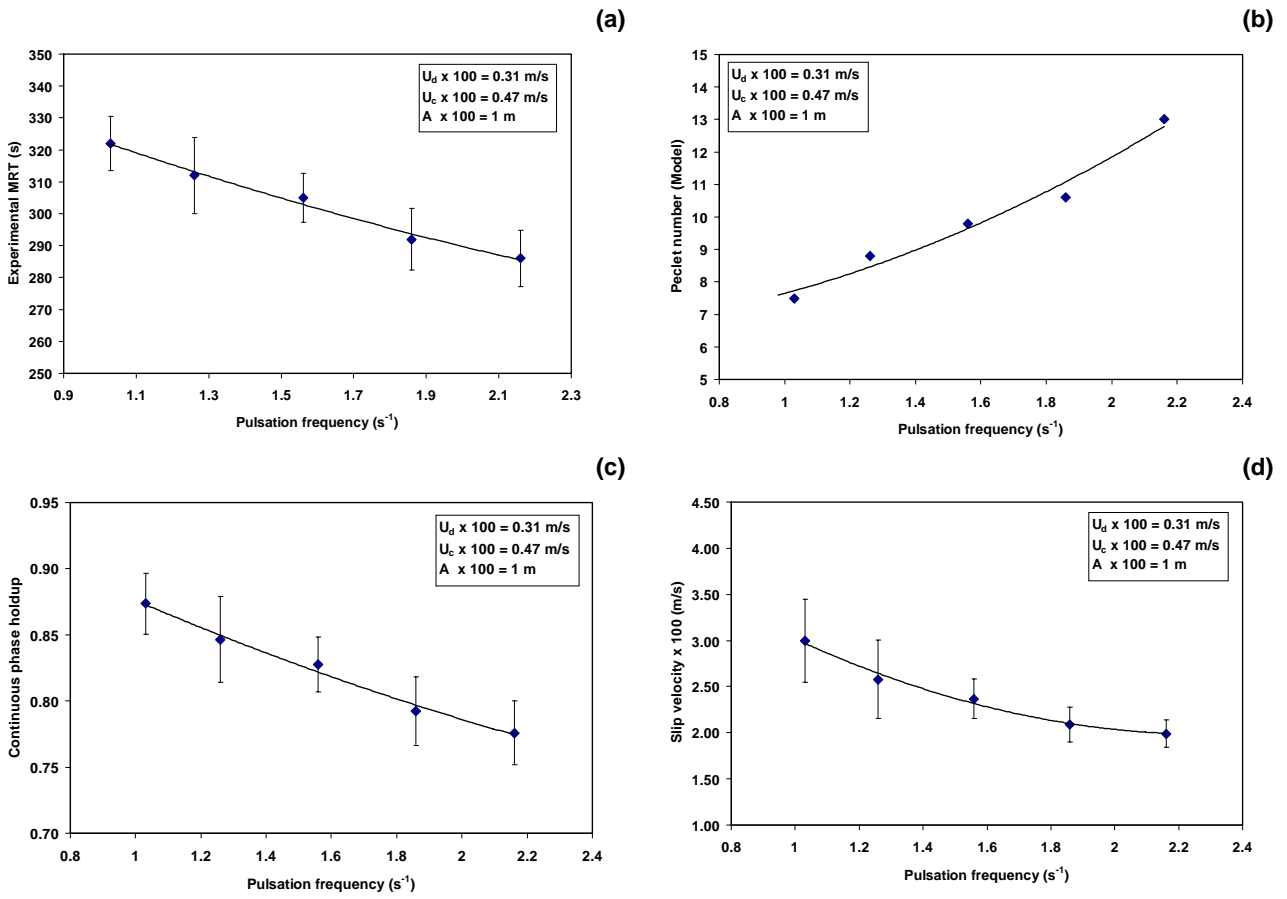 (a)
350
340
330
320
310
300
290
280
270
260
250
0.9
1.1
1.3
1.5
1.7
1.9
2.1
2.3
Experimental MRT (s)
Pulsation frequency (s-1)
Ud x 100 = 0.31 m/s
Uc x 100 = 0.47 m/s
A x 100 = 1 m
(b)
15
14
13
12
11
10
9
8
7
6
5
0.8
1
1.2
1.4
1.6
1.8
2
2.2
2.4
Peclet number (Model)
Pulsation frequency (s-1)
Ud x 100 = 0.31 m/s
Uc x 100 = 0.47 m/s
A x 100 = 1 m
(c)
0.95
0.90
0.85
0.80
0.75
0.70
0.8
1
1.2
1.4
1.6
1.8
2
2.2
2.4
Continuous phase holdup
Pulsation frequency (s-1)
Ud x 100 = 0.31 m/s
Uc x 100 = 0.47 m/s
A x 100 = 1 m
(d)
4.50
4.00
3.50
3.00
2.50
2.00
1.50
1.00
0.8
1
1.2
1.4
1.6
1.8
2
2.2
2.4
Slip velocity x 100 (m/s)
Pulsation frequency (s-1)
Ud x 100 = 0.31 m/s
Uc x 100 = 0.47 m/s
A x 100 = 1 m